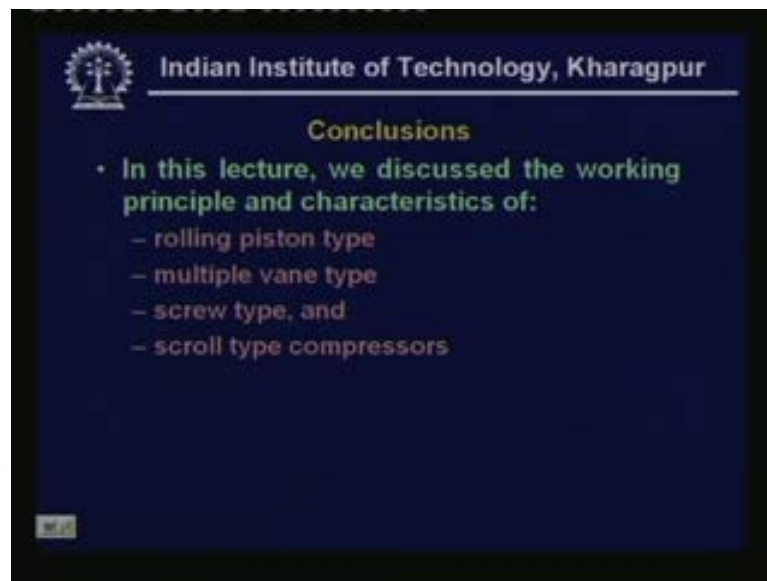 Indian Institute of Technology, Kharagpur
Conclusions
• In this lecture, we discussed the working
principle and characteristics of:
– rolling piston type
– multiple vane type
– screw type, and
– scroll type compressors